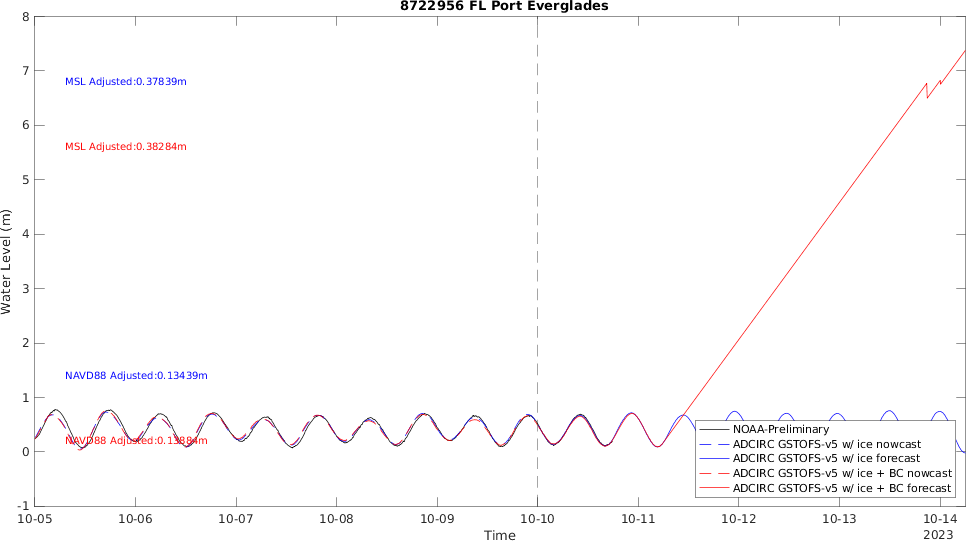 8722956 FL Port Everglades
8
7
6
5
4
3
2
1
0
-1
Water Level (m)
MSL Adjusted:0.37839m
MSL Adjusted:0.38284m
NAVD88 Adjusted:0.13439m
NAVD88 Adjusted:0.13884m
NOAA-Preliminary
ADCIRC GSTOFS-v5 w/ ice nowcast
ADCIRC GSTOFS-v5 w/ ice forecast
ADCIRC GSTOFS-v5 w/ ice + BC nowcast
ADCIRC GSTOFS-v5 w/ ice + BC forecast
10-05 10-06 10-07 10-08 10-09 10-10 10-11 10-12 10-13 10-14
Time
2023